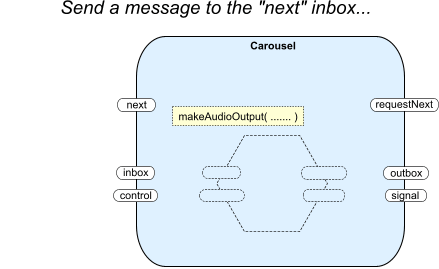 Send a message to the "next" inbox...
Carousel
next
requestNext
makeAudioOutput( ....... )
inbox
outbox
control
signal